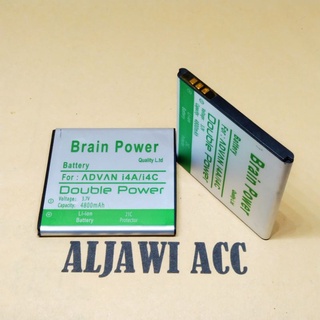 Brain Power
Quality Ltd
Battery
For : ADVAN i4A/i4C
Double Power
Voltage : 3.7V
Capacity : 4800mAh
Li-ion
Battery
Protector
Brain Power
Battery
For : ADVAN i4A/i4C
Double Power
ALJAWI ACC